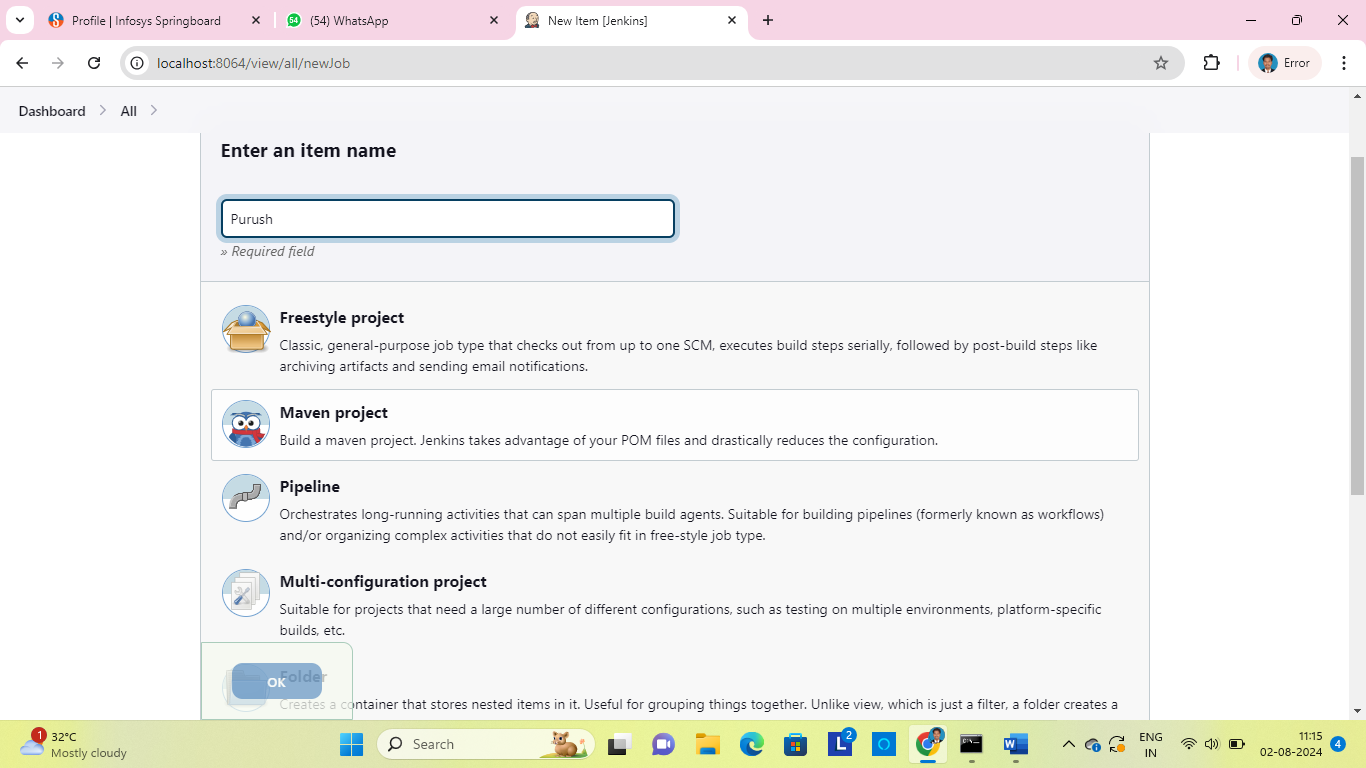 Profile | Infosys Springboard
54
(54) WhatsApp
New Item [Jenkins]
localhost:8064/view/all/newJob
Error
Dashboard
All
Enter an item name
Purush
» Required field
Freestyle project
Classic, general-purpose job type that checks out from up to one SCM, executes build steps serially, followed by post-build steps like
archiving artifacts and sending email notifications.
Maven project
Build a maven project. Jenkins takes advantage of your POM files and drastically reduces the configuration.
Pipeline
Orchestrates long-running activities that can span multiple build agents. Suitable for building pipelines (formerly known as workflows)
and/or organizing complex activities that do not easily fit in free-style job type.
Multi-configuration project
Suitable for projects that need a large number of different configurations, such as testing on multiple environments, platform-specific
builds, etc.
Folder
OK
Creates a container that stores nested items in it. Useful for grouping things together. Unlike view, which is just a filter, a folder creates a
1
32°C
Mostly cloudy
Search
L
2
W
ENG
IN
11:15
02-08-2024
4